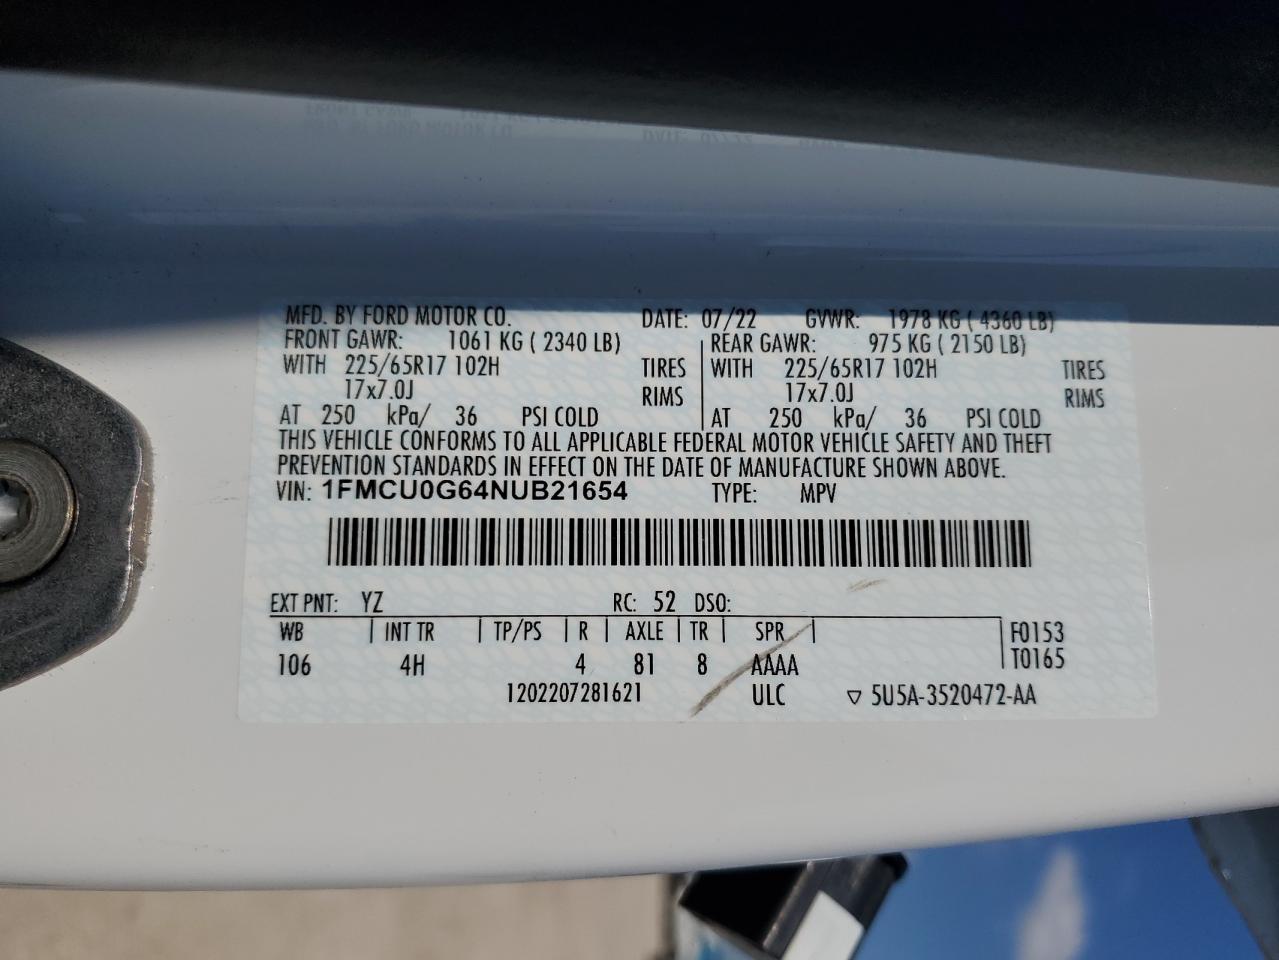 MFD. BY FORD MOTOR CO. DATE: 07/22 GVWR: 1978 KG ( 4360 LB)
FRONT GAWR: 1061 KG ( 2340 LB) REAR GAWR: 975 KG ( 2150 LB)
WITH 225/65R17 102H TIRES WITH 225/65R17 102H TIRES
17x7.0J RIMS 17x7.0J RIMS
AT 250 kPa/ 36 PSI COLD AT 250 kPa/ 36 PSI COLD
THIS VEHICLE CONFORMS TO ALL APPLICABLE FEDERAL MOTOR VEHICLE SAFETY AND THEFT
PREVENTION STANDARDS IN EFFECT ON THE DATE OF MANUFACTURE SHOWN ABOVE.
VIN: 1FMCU0G64NUB21654 TYPE: MPV
EXT PNT: YZ RC: 52 DSO:
WB INT TR TP/PS R AXLE TR SPR F0153
106 4H 4 81 8 AAAA T0165
1202207281621 ULC ▽ 5U5A-3520472-AA